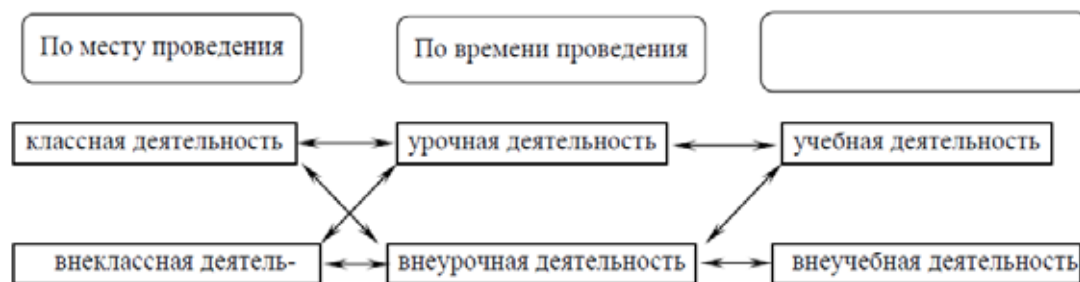 По месту проведения
По времени проведения
классная деятельность
урочная деятельность
учебная деятельность
внеклассная деятель-
внеурочная деятельность
внеучебная деятельность